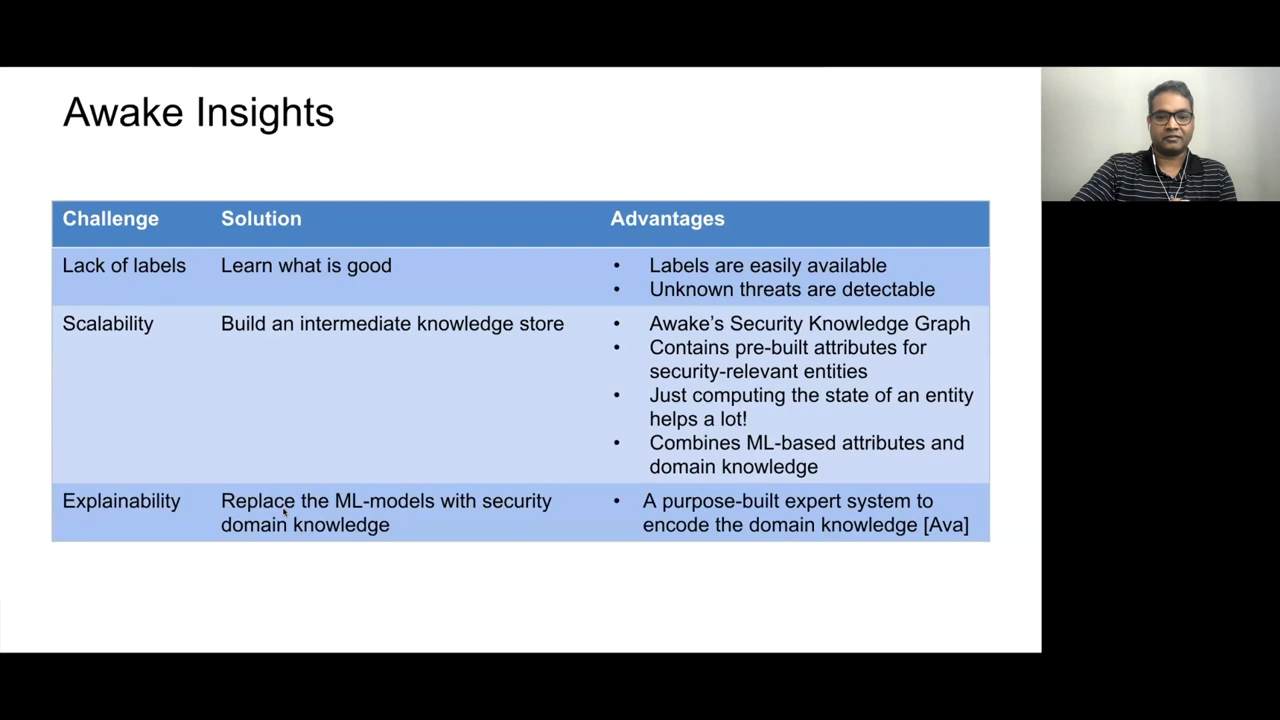 Awake Insights
Challenge Solution Advantages
Lack of labels Learn what is good • Labels are easily available
• Unknown threats are detectable
Scalability Build an intermediate knowledge store • Awake's Security Knowledge Graph
• Contains pre-built attributes for
security-relevant entities
• Just computing the state of an entity
helps a lot!
• Combines ML-based attributes and
domain knowledge
Explainability Replace the ML-models with security • A purpose-built expert system to
domain knowledge encode the domain knowledge [Ava]